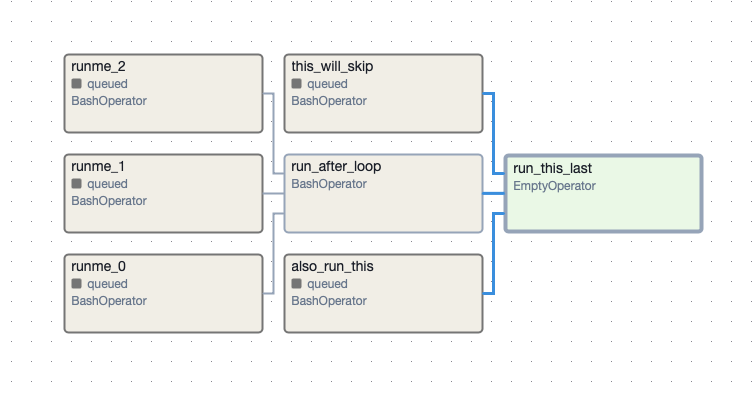 runme_2
queued
BashOperator
this_will_skip
queued
BashOperator
runme_1
queued
BashOperator
run_after_loop
BashOperator
run_this_last
EmptyOperator
runme_0
queued
BashOperator
also_run_this
queued
BashOperator